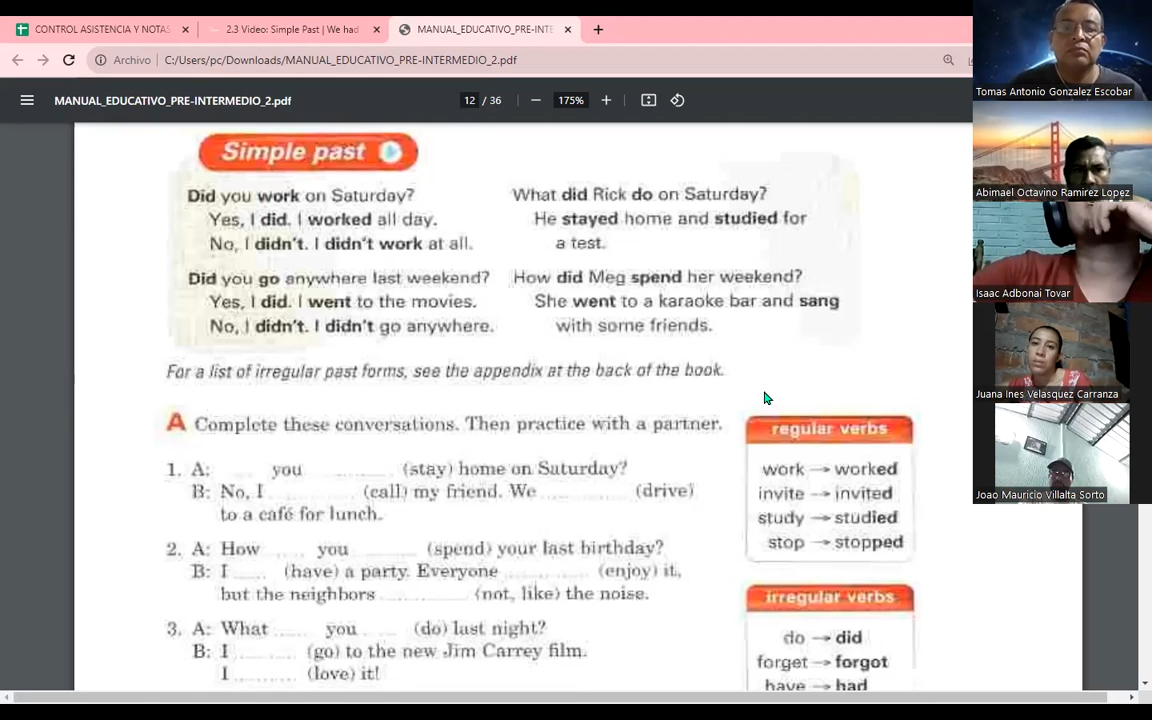 CONTROL ASISTENCIA Y NOTAS
2.3 Video: Simple Past | We had
MANUAL_EDUCATIVO_PRE-INTE
Archivo
C:/Users/pc/Downloads/MANUAL_EDUCATIVO_PRE-INTERMEDIO_2.pdf
MANUAL_EDUCATIVO_PRE-INTERMEDIO_2.pdf
12 / 36
175%
Simple past
Did you work on Saturday?
Yes, I did. I worked all day.
No, I didn't. I didn't work at all.
Did you go anywhere last weekend?
Yes, I did. I went to the movies.
No, I didn't. I didn't go anywhere.
What did Rick do on Saturday?
He stayed home and studied for
a test.
How did Meg spend her weekend?
She went to a karaoke bar and sang
with some friends.
For a list of irregular past forms, see the appendix at the back of the book.
A Complete these conversations. Then practice with a partner.
1. A: ........ you ................ (stay) home on Saturday?
B: No, I ................ (call) my friend. We ................ (drive)
to a café for lunch.
2. A: How ........ you ............ (spend) your last birthday?
B: I ........ (have) a party. Everyone ................ (enjoy) it,
but the neighbors ................ (not, like) the noise.
3. A: What ........ you ........ (do) last night?
B: I ............ (go) to the new Jim Carrey film.
I ............ (love) it!
regular verbs
work → worked
invite → invited
study → studied
stop → stopped
irregular verbs
do → did
forget → forgot
have → had
Tomas Antonio Gonzalez Escobar
Abimael Octavino Ramirez Lopez
Isaac Adbonai Tovar
Juana Ines Velasquez Carranza
Joao Mauricio Villalta Sorto